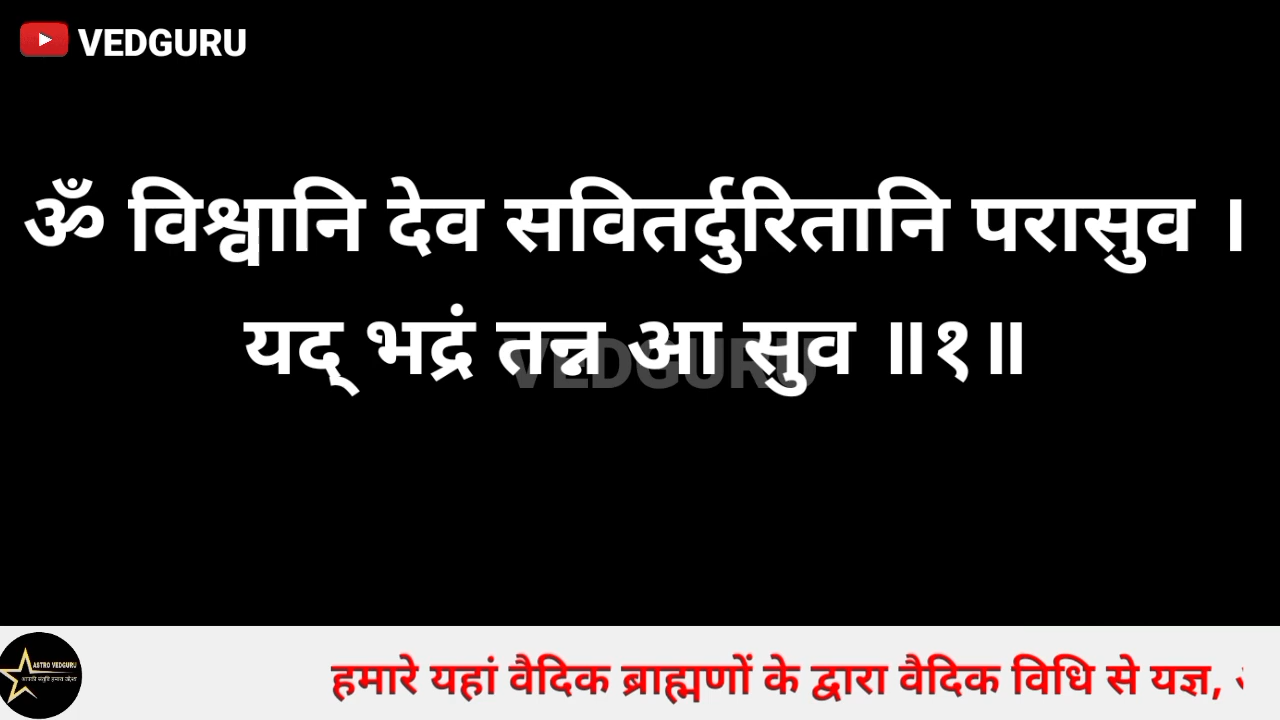 VEDGURU
ॐ विश्वानि देव सवितर्दुरितानि परासुव ।
यद् भद्रं तन्न आ सुव ॥१॥
VEDGURU
ASTRO VEDGURU
हमारे यहां वैदिक ब्राह्मणों के द्वारा वैदिक विधि से यज्ञ,